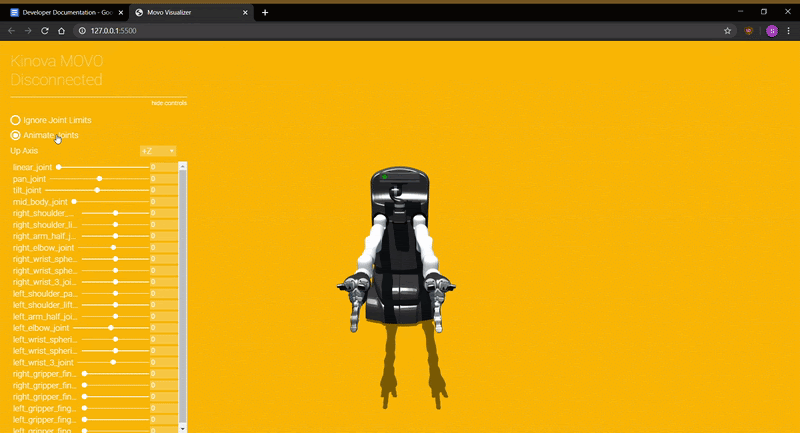 Developer Documentation - Goo
Movo Visualizer
127.0.0.1:5500
S
Kinova MOVO
Disconnected
hide controls
Ignore Joint Limits
Animate Joints
Up Axis
+Z
linear_joint 0
pan_joint 0
tilt_joint 0
mid_body_joint 0
right_shoulder_... 0
right_shoulder_li... 0
right_arm_half_j... 0
right_elbow_joint 0
right_wrist_sphe... 0
right_wrist_sphe... 0
right_wrist_3_joi... 0
left_shoulder_pa... 0
left_shoulder_lift... 0
left_arm_half_joi... 0
left_elbow_joint 0
left_wrist_spheri... 0
left_wrist_spheri... 0
left_wrist_3_joint 0
right_gripper_fin... 0
right_gripper_fin... 0
right_gripper_fin... 0
left_gripper_fing... 0
left_gripper_fing... 0
left_gripper_fing... 0